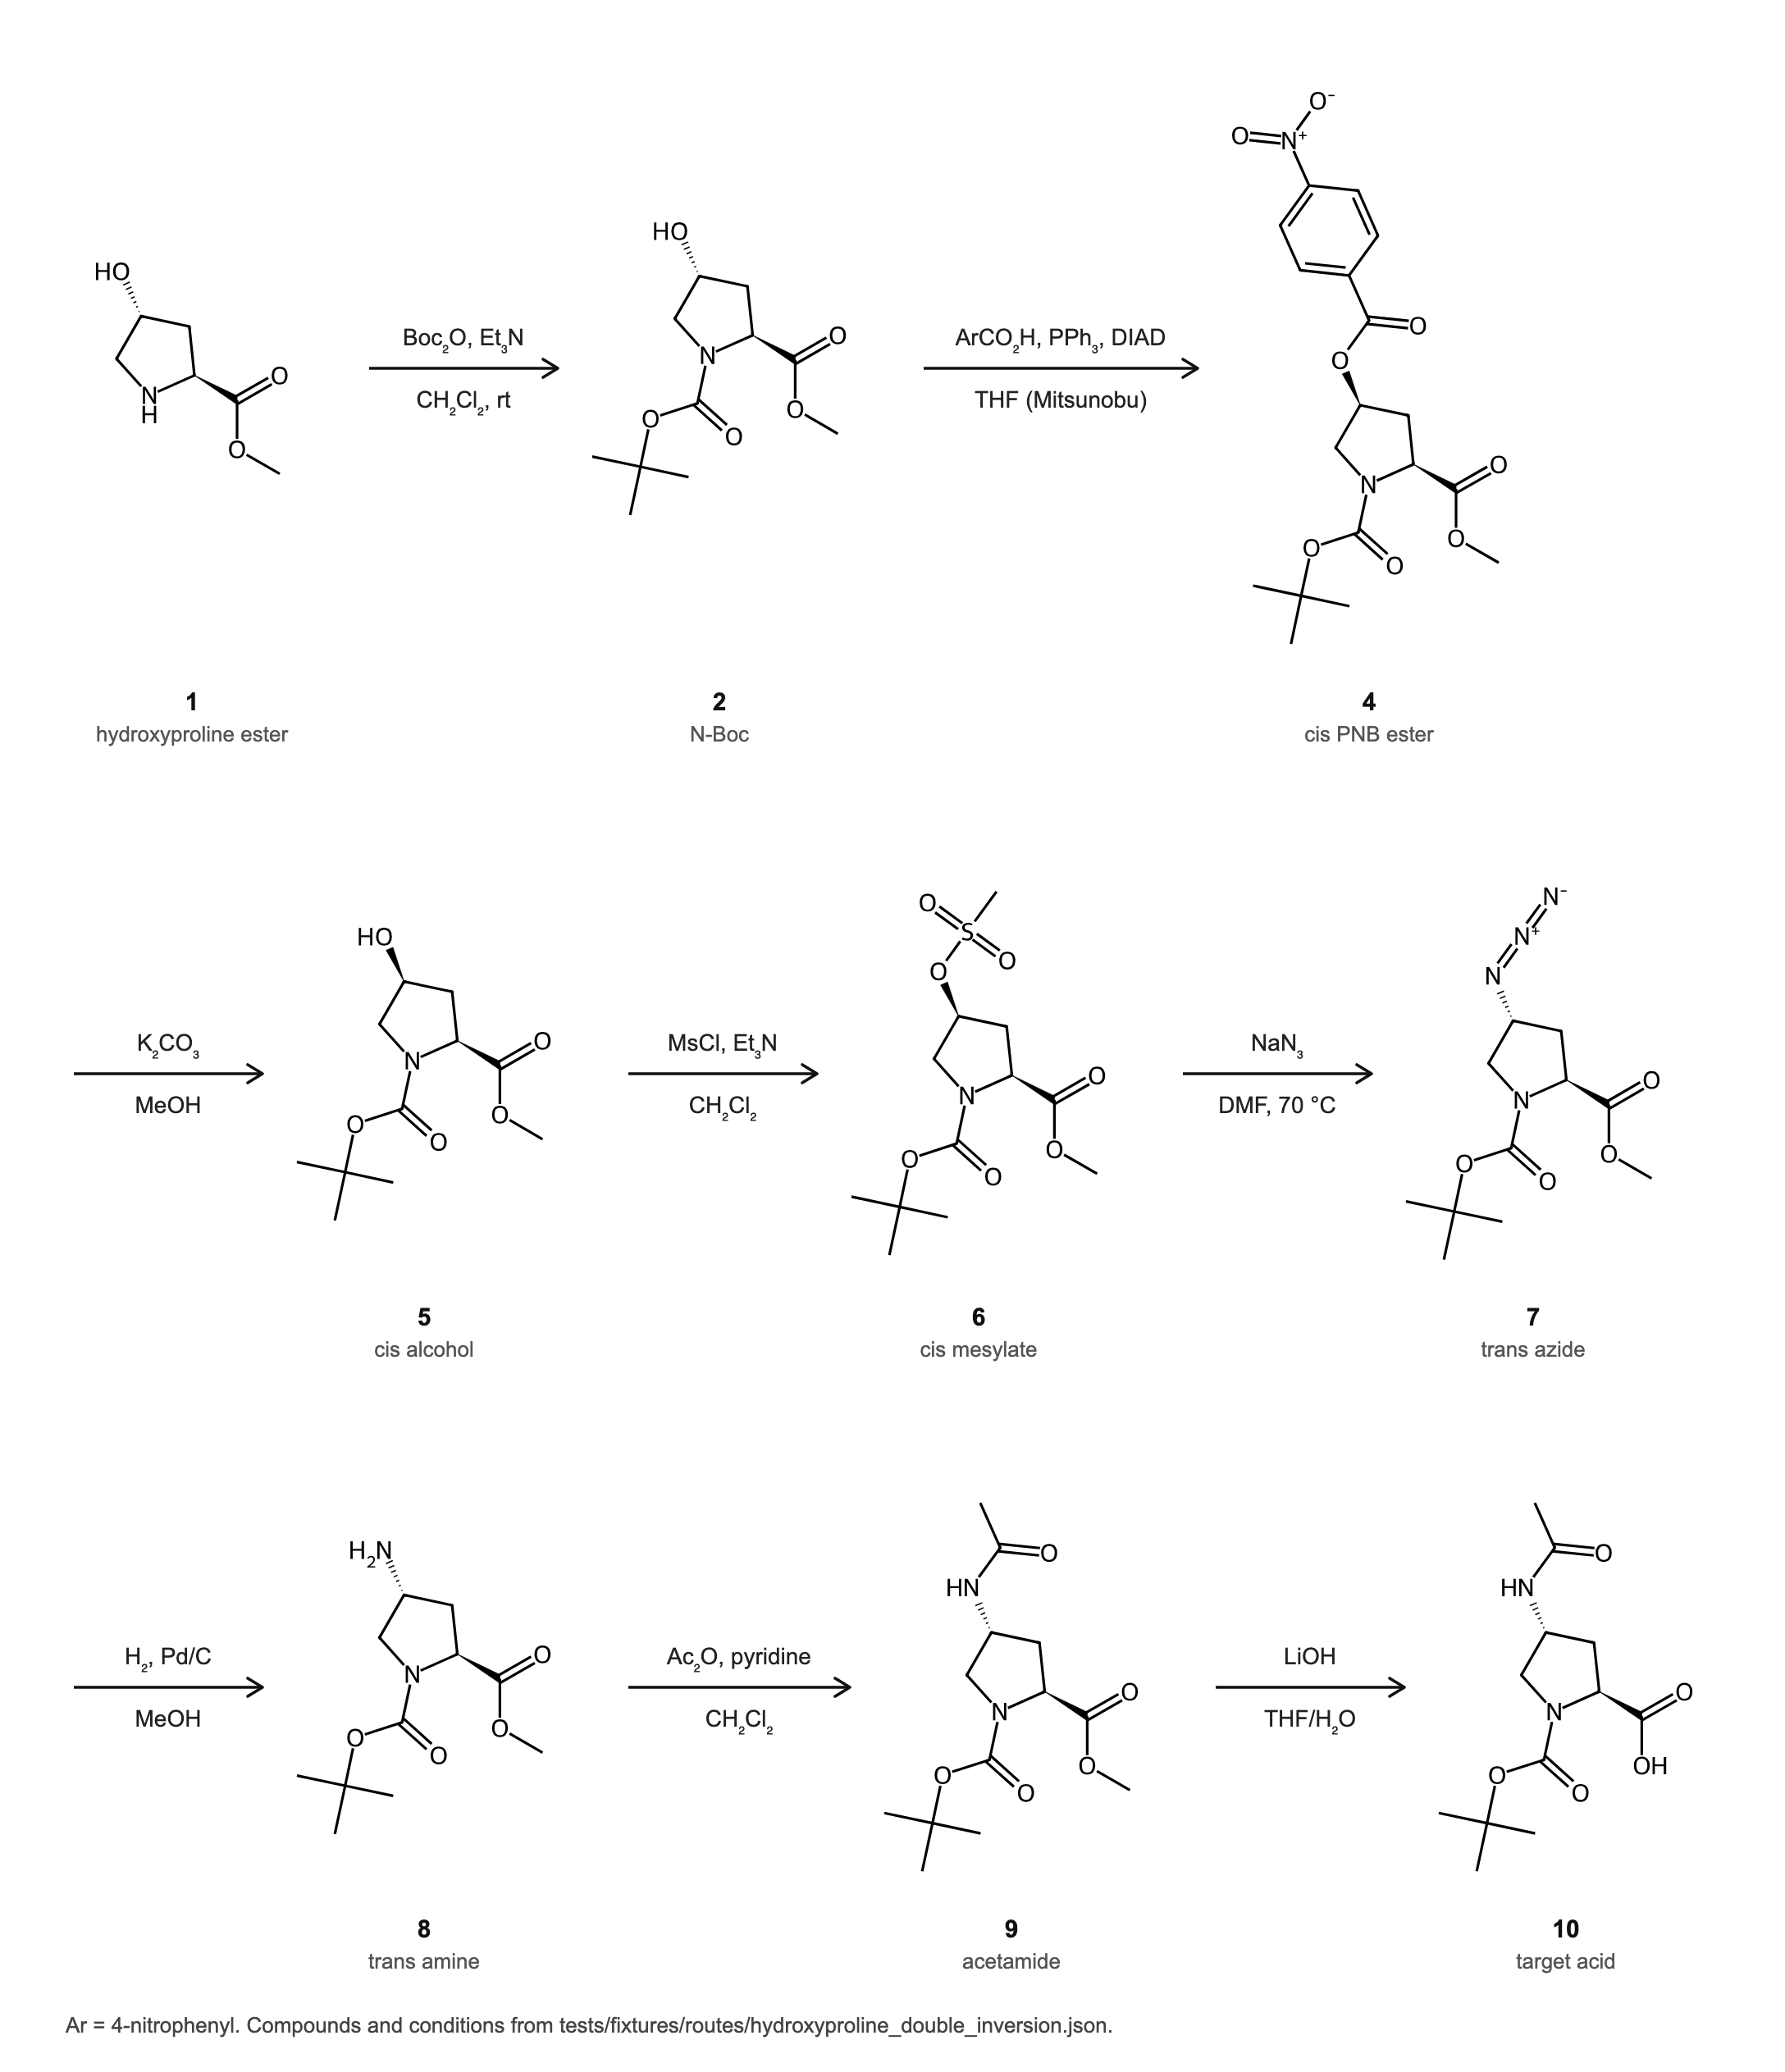 O⁻
O N⁺
HO
HO
O
O
Boc₂O, Et₃N
ArCO₂H, PPh₃, DIAD
O
O
N
H
CH₂Cl₂, rt
N
THF (Mitsunobu)
O
O
O
O
O
N
O
O
O
O
1
2
4
hydroxyproline ester
N-Boc
cis PNB ester
O
S
O
O
N⁻
N⁺
N
HO
K₂CO₃
MsCl, Et₃N
NaN₃
O
O
O
N
N
N
MeOH
CH₂Cl₂
DMF, 70 °C
O
O
O
O
O
O
O
O
O
5
6
7
cis alcohol
cis mesylate
trans azide
H₂N
O
O
HN
HN
H₂, Pd/C
Ac₂O, pyridine
LiOH
O
O
O
N
N
N
MeOH
CH₂Cl₂
THF/H₂O
O
O
O
O
O
O
O
O
OH
8
9
10
trans amine
acetamide
target acid
Ar = 4-nitrophenyl. Compounds and conditions from tests/fixtures/routes/hydroxyproline_double_inversion.json.